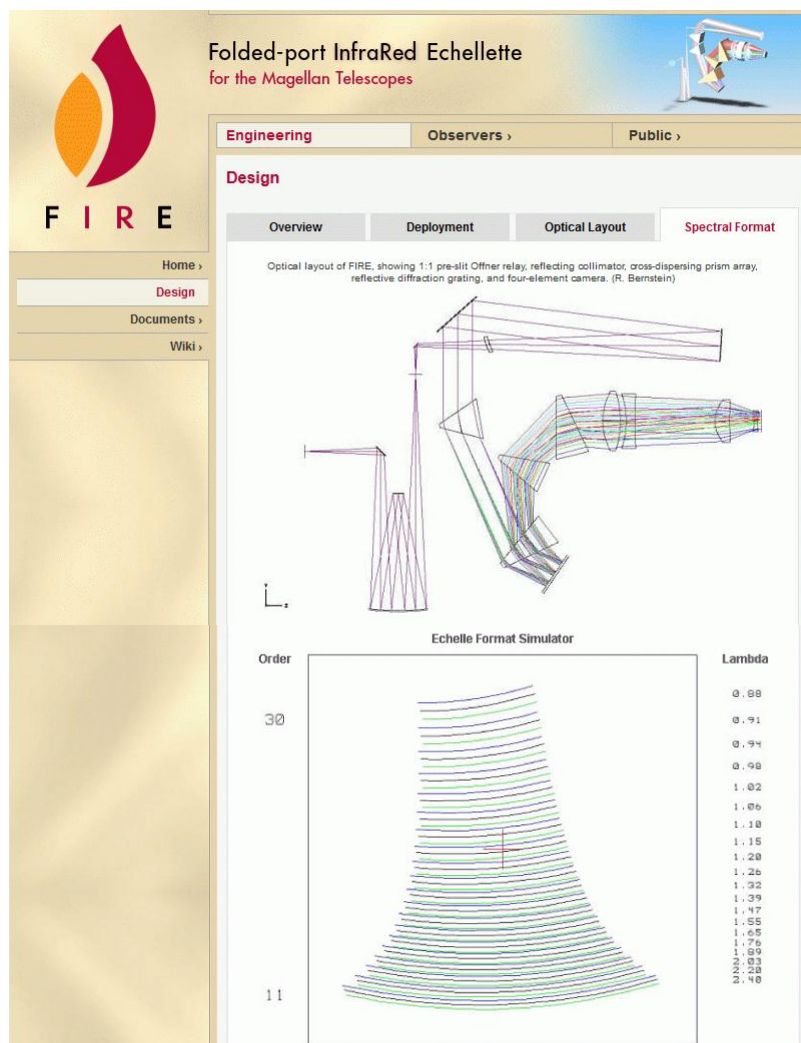 Folded-port InfraRed Echellette
for the Magellan Telescopes
F I R E
Engineering
Observers ›
Public ›
Home ›
Design
Documents ›
Wiki ›
Design
Overview
Deployment
Optical Layout
Spectral Format
Optical layout of FIRE, showing 1:1 pre-slit Offner relay, reflecting collimator, cross-dispersing prism array,
reflective diffraction grating, and four-element camera. (R. Bernstein)
Y
Z
Echelle Format Simulator
Order
Lambda
30
11
0.88
0.91
0.94
0.98
1.02
1.06
1.10
1.15
1.20
1.26
1.32
1.39
1.47
1.55
1.65
1.76
1.89
2.03
2.20
2.40